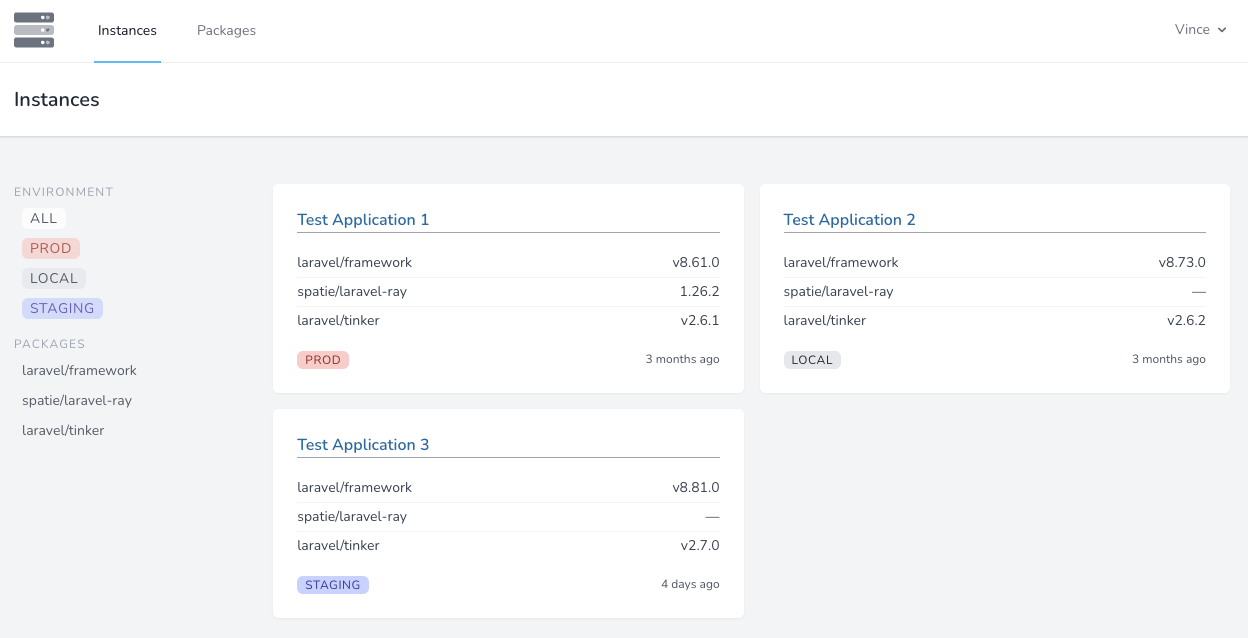 Instances Packages Vince
Instances
ENVIRONMENT
ALL
PROD
LOCAL
STAGING
PACKAGES
laravel/framework
spatie/laravel-ray
laravel/tinker
Test Application 1
laravel/framework v8.61.0
spatie/laravel-ray 1.26.2
laravel/tinker v2.6.1
PROD 3 months ago
Test Application 2
laravel/framework v8.73.0
spatie/laravel-ray —
laravel/tinker v2.6.2
LOCAL 3 months ago
Test Application 3
laravel/framework v8.81.0
spatie/laravel-ray —
laravel/tinker v2.7.0
STAGING 4 days ago